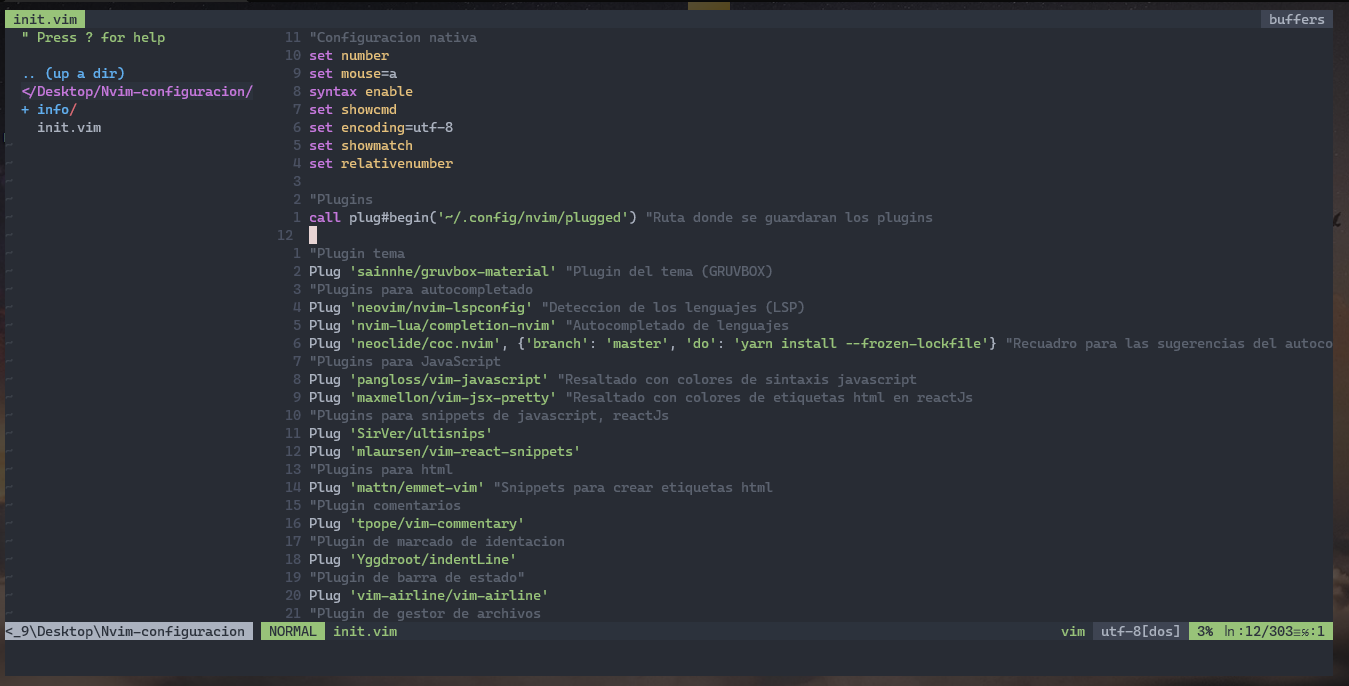 init.vim buffers
" Press ? for help
.. (up a dir)
</Desktop/Nvim-configuracion/
+ info/
init.vim
11 "Configuracion nativa
10 set number
9 set mouse=a
8 syntax enable
7 set showcmd
6 set encoding=utf-8
5 set showmatch
4 set relativenumber
3
2 "Plugins
1 call plug#begin('~/.config/nvim/plugged') "Ruta donde se guardaran los plugins
12
1 "Plugin tema
2 Plug 'sainnhe/gruvbox-material' "Plugin del tema (GRUVBOX)
3 "Plugins para autocompletado
4 Plug 'neovim/nvim-lspconfig' "Deteccion de los lenguajes (LSP)
5 Plug 'nvim-lua/completion-nvim' "Autocompletado de lenguajes
6 Plug 'neoclide/coc.nvim', {'branch': 'master', 'do': 'yarn install --frozen-lockfile'} "Recuadro para las sugerencias del autoco
7 "Plugins para JavaScript
8 Plug 'pangloss/vim-javascript' "Resaltado con colores de sintaxis javascript
9 Plug 'maxmellon/vim-jsx-pretty' "Resaltado con colores de etiquetas html en reactJs
10 "Plugins para snippets de javascript, reactJs
11 Plug 'SirVer/ultisnips'
12 Plug 'mlaursen/vim-react-snippets'
13 "Plugins para html
14 Plug 'mattn/emmet-vim' "Snippets para crear etiquetas html
15 "Plugin comentarios
16 Plug 'tpope/vim-commentary'
17 "Plugin de marcado de identacion
18 Plug 'Yggdroot/indentLine'
19 "Plugin de barra de estado"
20 Plug 'vim-airline/vim-airline'
21 "Plugin de gestor de archivos
<_9\Desktop\Nvim-configuracion NORMAL init.vim vim utf-8[dos] 3% ln:12/303≡℅:1